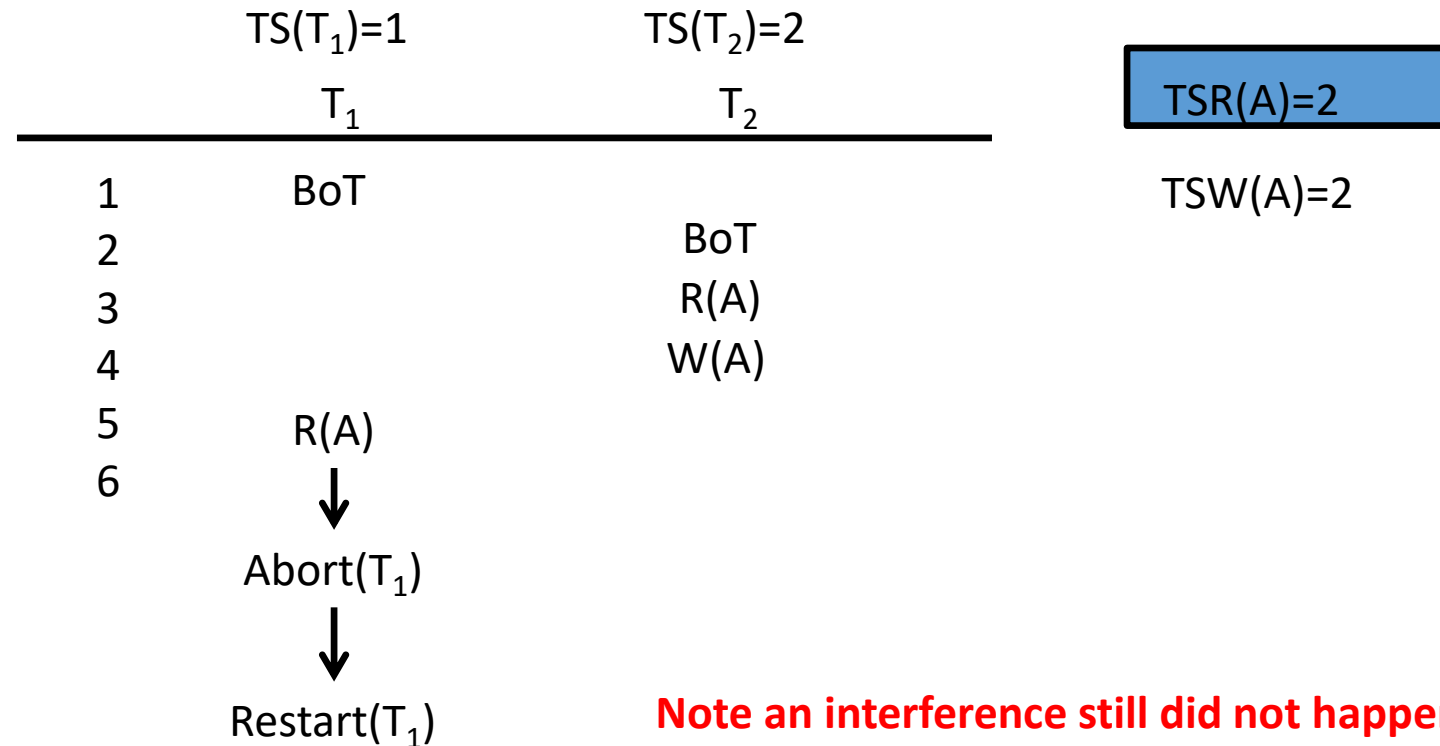 TS(T₁)=1 TS(T₂)=2
T₁ T₂ TSR(A)=2
1 BoT TSW(A)=2
2 BoT
3 R(A)
4 W(A)
5 R(A)
6
Abort(T₁)
Restart(T₁) Note an interference still did not happe